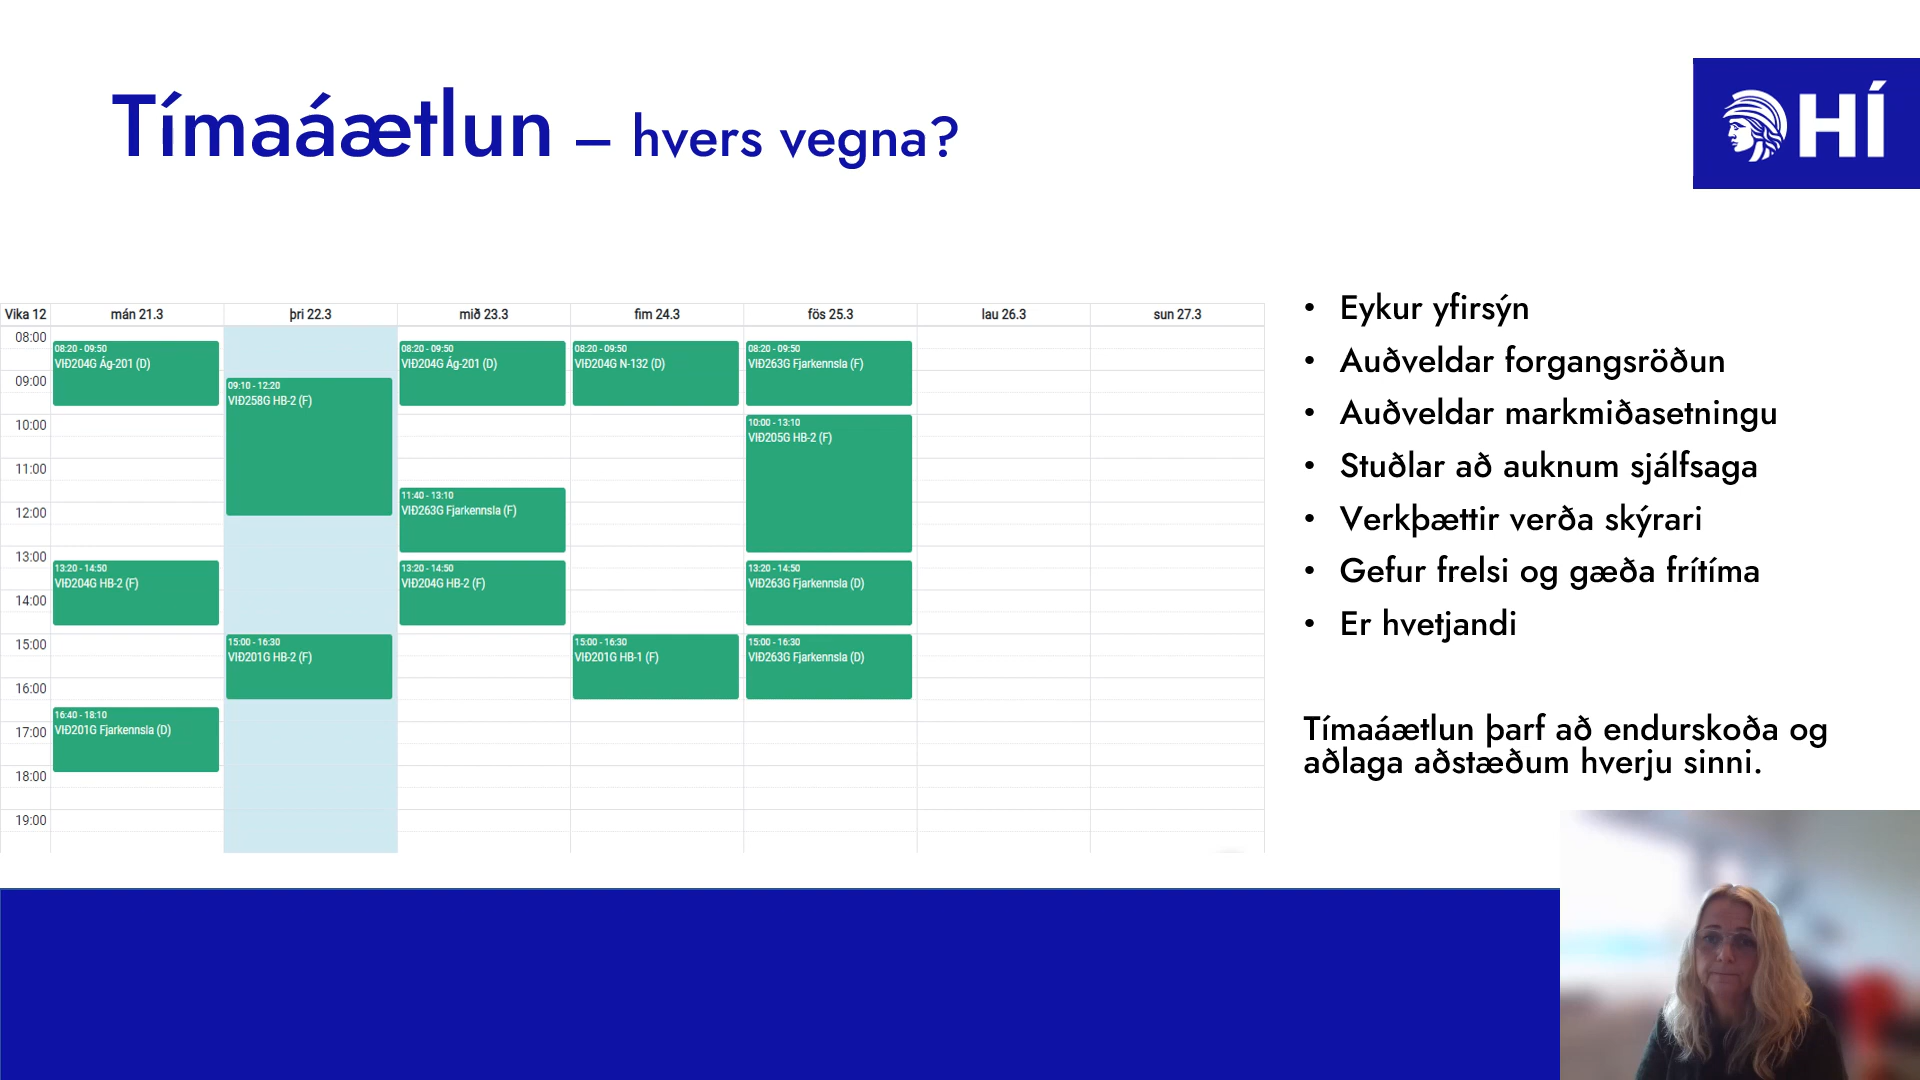 Tímaáætlun – hvers vegna?
HÍ
Vika 12 mán 21.3 þri 22.3 mið 23.3 fim 24.3 fös 25.3 lau 26.3 sun 27.3
08:00
09:00
10:00
11:00
12:00
13:00
14:00
15:00
16:00
17:00
18:00
19:00
08:20 - 09:50
VIÐ204G Ág-201 (D)
13:20 - 14:50
VIÐ204G HB-2 (F)
16:40 - 18:10
VIÐ201G Fjarkennsla (D)
09:10 - 12:20
VIÐ258G HB-2 (F)
15:00 - 16:30
VIÐ201G HB-2 (F)
08:20 - 09:50
VIÐ204G Ág-201 (D)
11:40 - 13:10
VIÐ263G Fjarkennsla (F)
13:20 - 14:50
VIÐ204G HB-2 (F)
08:20 - 09:50
VIÐ204G N-132 (D)
15:00 - 16:30
VIÐ201G HB-1 (F)
08:20 - 09:50
VIÐ263G Fjarkennsla (F)
10:00 - 13:10
VIÐ205G HB-2 (F)
13:20 - 14:50
VIÐ263G Fjarkennsla (D)
15:00 - 16:30
VIÐ263G Fjarkennsla (D)
• Eykur yfirsýn
• Auðveldar forgangsröðun
• Auðveldar markmiðasetningu
• Stuðlar að auknum sjálfsaga
• Verkþættir verða skýrari
• Gefur frelsi og gæða frítíma
• Er hvetjandi
Tímaáætlun þarf að endurskoða og
aðlaga aðstæðum hverju sinni.